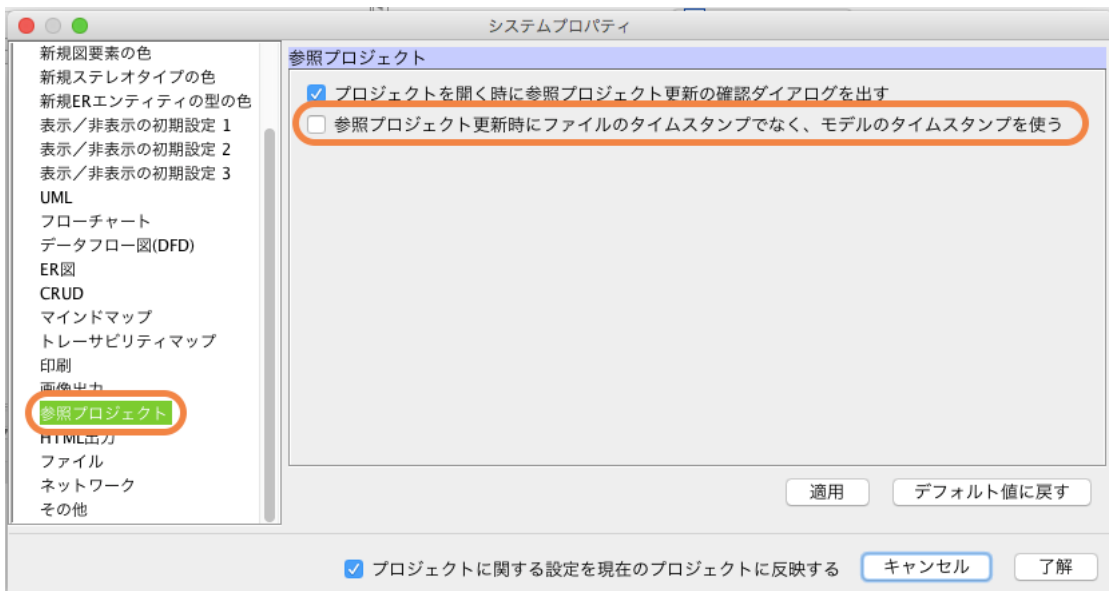 システムプロパティ
新規図要素の色
新規ステレオタイプの色
新規ERエンティティの型の色
表示／非表示の初期設定 1
表示／非表示の初期設定 2
表示／非表示の初期設定 3
UML
フローチャート
データフロー図(DFD)
ER図
CRUD
マインドマップ
トレーサビリティマップ
印刷
画像出力
参照プロジェクト
HTML出力
ファイル
ネットワーク
その他
参照プロジェクト
プロジェクトを開く時に参照プロジェクト更新の確認ダイアログを出す
参照プロジェクト更新時にファイルのタイムスタンプでなく、モデルのタイムスタンプを使う
適用
デフォルト値に戻す
プロジェクトに関する設定を現在のプロジェクトに反映する
キャンセル
了解